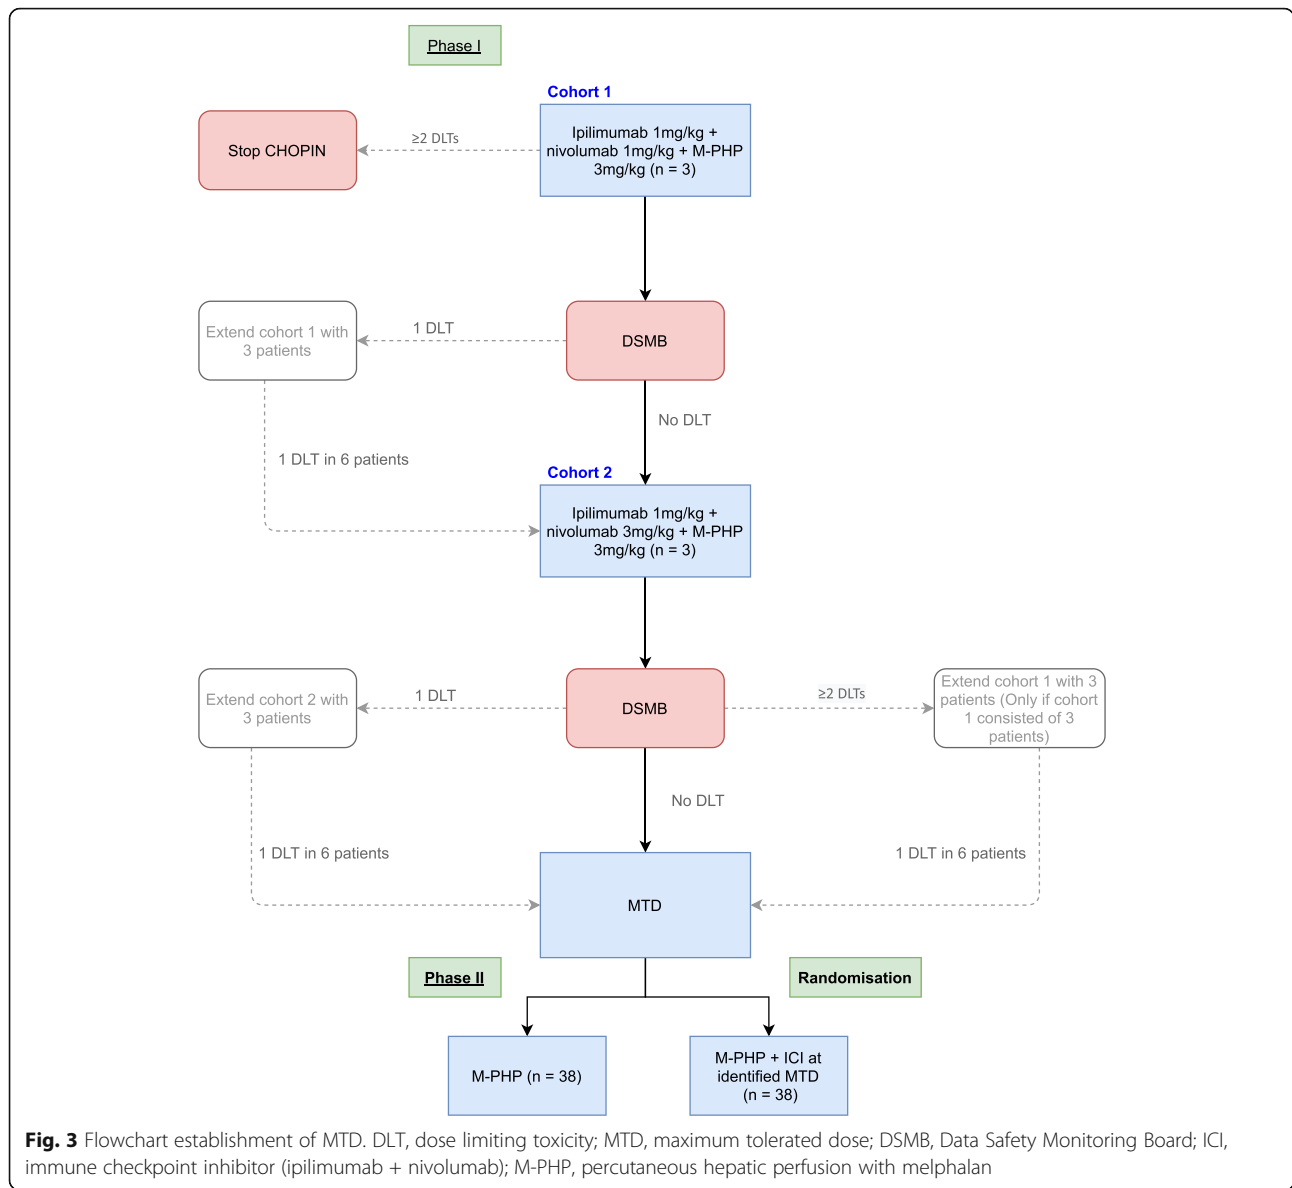 Phase I
Cohort 1
Ipilimumab 1mg/kg +
nivolumab 1mg/kg + M-PHP
3mg/kg (n = 3)
≥2 DLTs
Stop CHOPIN
DSMB
1 DLT
Extend cohort 1 with
3 patients
No DLT
1 DLT in 6 patients
Cohort 2
Ipilimumab 1mg/kg +
nivolumab 3mg/kg + M-PHP
3mg/kg (n = 3)
DSMB
1 DLT
Extend cohort 2 with
3 patients
≥2 DLTs
Extend cohort 1 with 3
patients (Only if cohort
1 consisted of 3
patients)
No DLT
1 DLT in 6 patients
1 DLT in 6 patients
MTD
Phase II
Randomisation
M-PHP (n = 38)
M-PHP + ICI at
identified MTD
(n = 38)
Fig. 3 Flowchart establishment of MTD. DLT, dose limiting toxicity; MTD, maximum tolerated dose; DSMB, Data Safety Monitoring Board; ICI,
immune checkpoint inhibitor (ipilimumab + nivolumab); M-PHP, percutaneous hepatic perfusion with melphalan